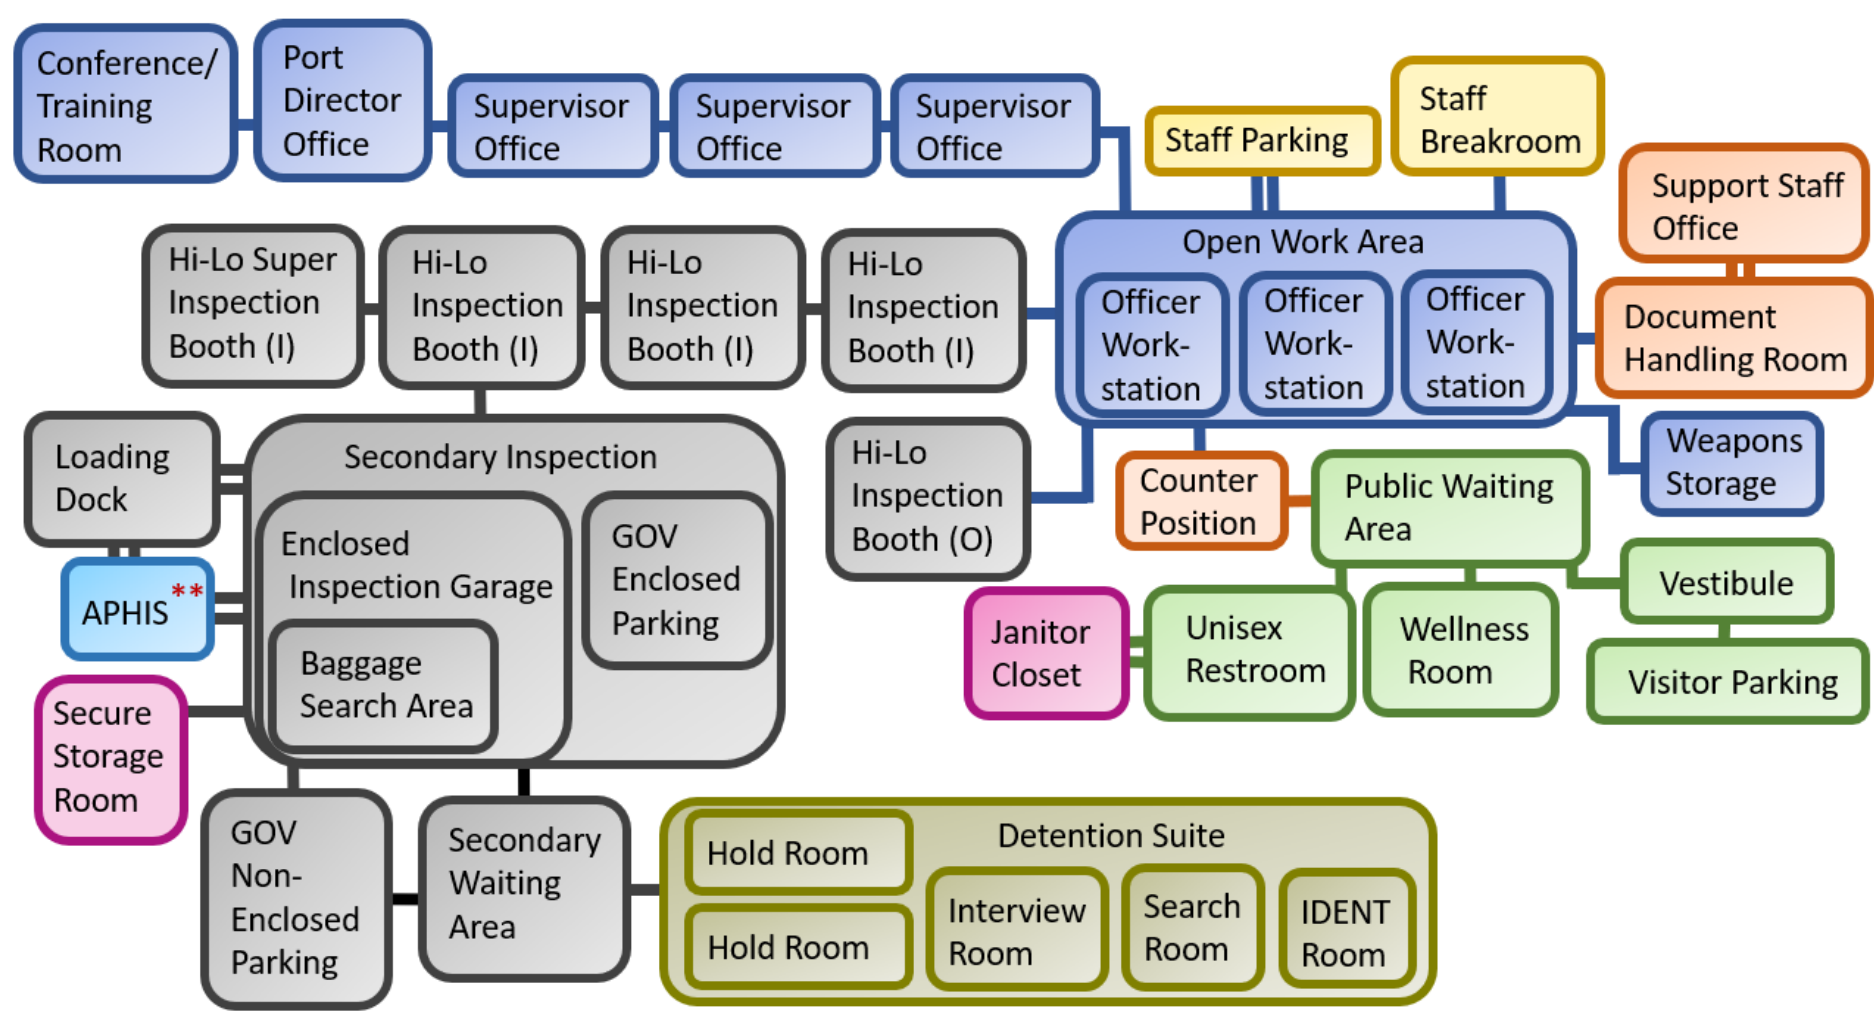 Conference/
Training
Room
Port
Director
Office
Supervisor
Office
Supervisor
Office
Supervisor
Office
Staff Parking
Staff
Breakroom
Support Staff
Office
Hi-Lo Super
Inspection
Booth (I)
Hi-Lo
Inspection
Booth (I)
Hi-Lo
Inspection
Booth (I)
Hi-Lo
Inspection
Booth (I)
Open Work Area
Officer
Work-
station
Officer
Work-
station
Officer
Work-
station
Document
Handling Room
Loading
Dock
Secondary Inspection
Enclosed
Inspection Garage
GOV
Enclosed
Parking
Baggage
Search Area
Hi-Lo
Inspection
Booth (O)
Counter
Position
Public Waiting
Area
Weapons
Storage
APHIS**
Janitor
Closet
Unisex
Restroom
Wellness
Room
Vestibule
Visitor Parking
Secure
Storage
Room
GOV
Non-
Enclosed
Parking
Secondary
Waiting
Area
Detention Suite
Hold Room
Hold Room
Interview
Room
Search
Room
IDENT
Room